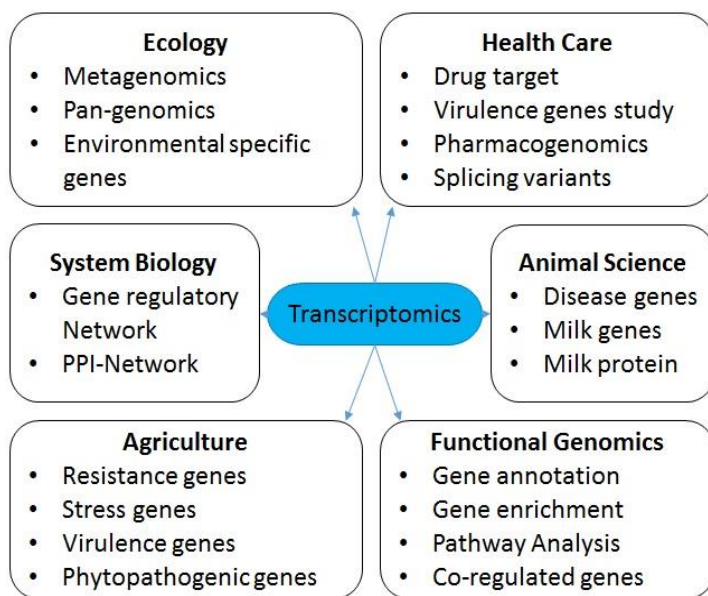 Ecology
• Metagenomics
• Pan-genomics
• Environmental specific
genes
Health Care
• Drug target
• Virulence genes study
• Pharmacogenomics
• Splicing variants
System Biology
• Gene regulatory
Network
• PPI-Network
Transcriptomics
Animal Science
• Disease genes
• Milk genes
• Milk protein
Agriculture
• Resistance genes
• Stress genes
• Virulence genes
• Phytopathogenic genes
Functional Genomics
• Gene annotation
• Gene enrichment
• Pathway Analysis
• Co-regulated genes